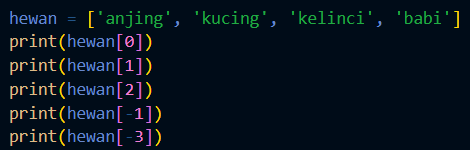 hewan = ['anjing', 'kucing', 'kelinci', 'babi']
print(hewan[0])
print(hewan[1])
print(hewan[2])
print(hewan[-1])
print(hewan[-3])